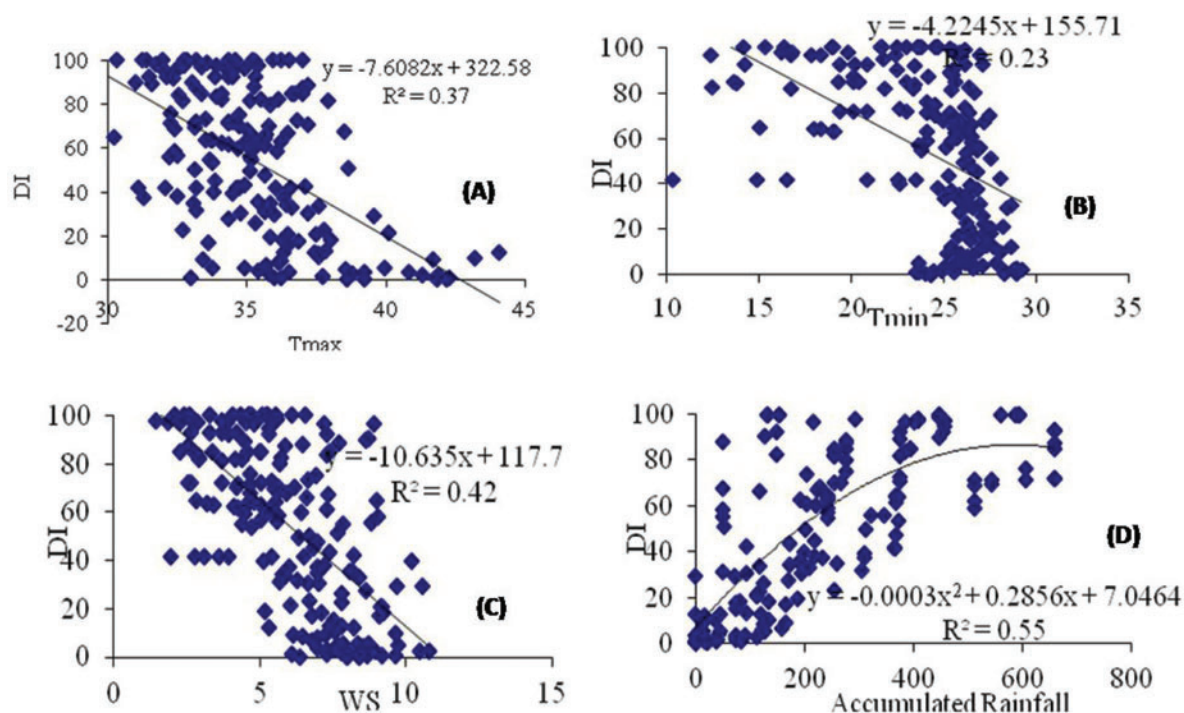 100
80
60
40
20
0
-20
30
35
40
45
DI
Tmax
y = -7.6082x + 322.58
R² = 0.37
(A)
100
80
60
40
20
0
10
15
20
25
30
35
DI
Tmin
y = -4.2245x + 155.71
= 0.23
(B)
100
80
60
40
20
0
0
5
10
15
DI
WS
y = -10.635x + 117.7
R² = 0.42
(C)
100
80
60
40
20
0
0
200
400
600
800
DI
Accumulated Rainfall
y = -0.0003x² + 0.2856x + 7.0464
R² = 0.55
(D)